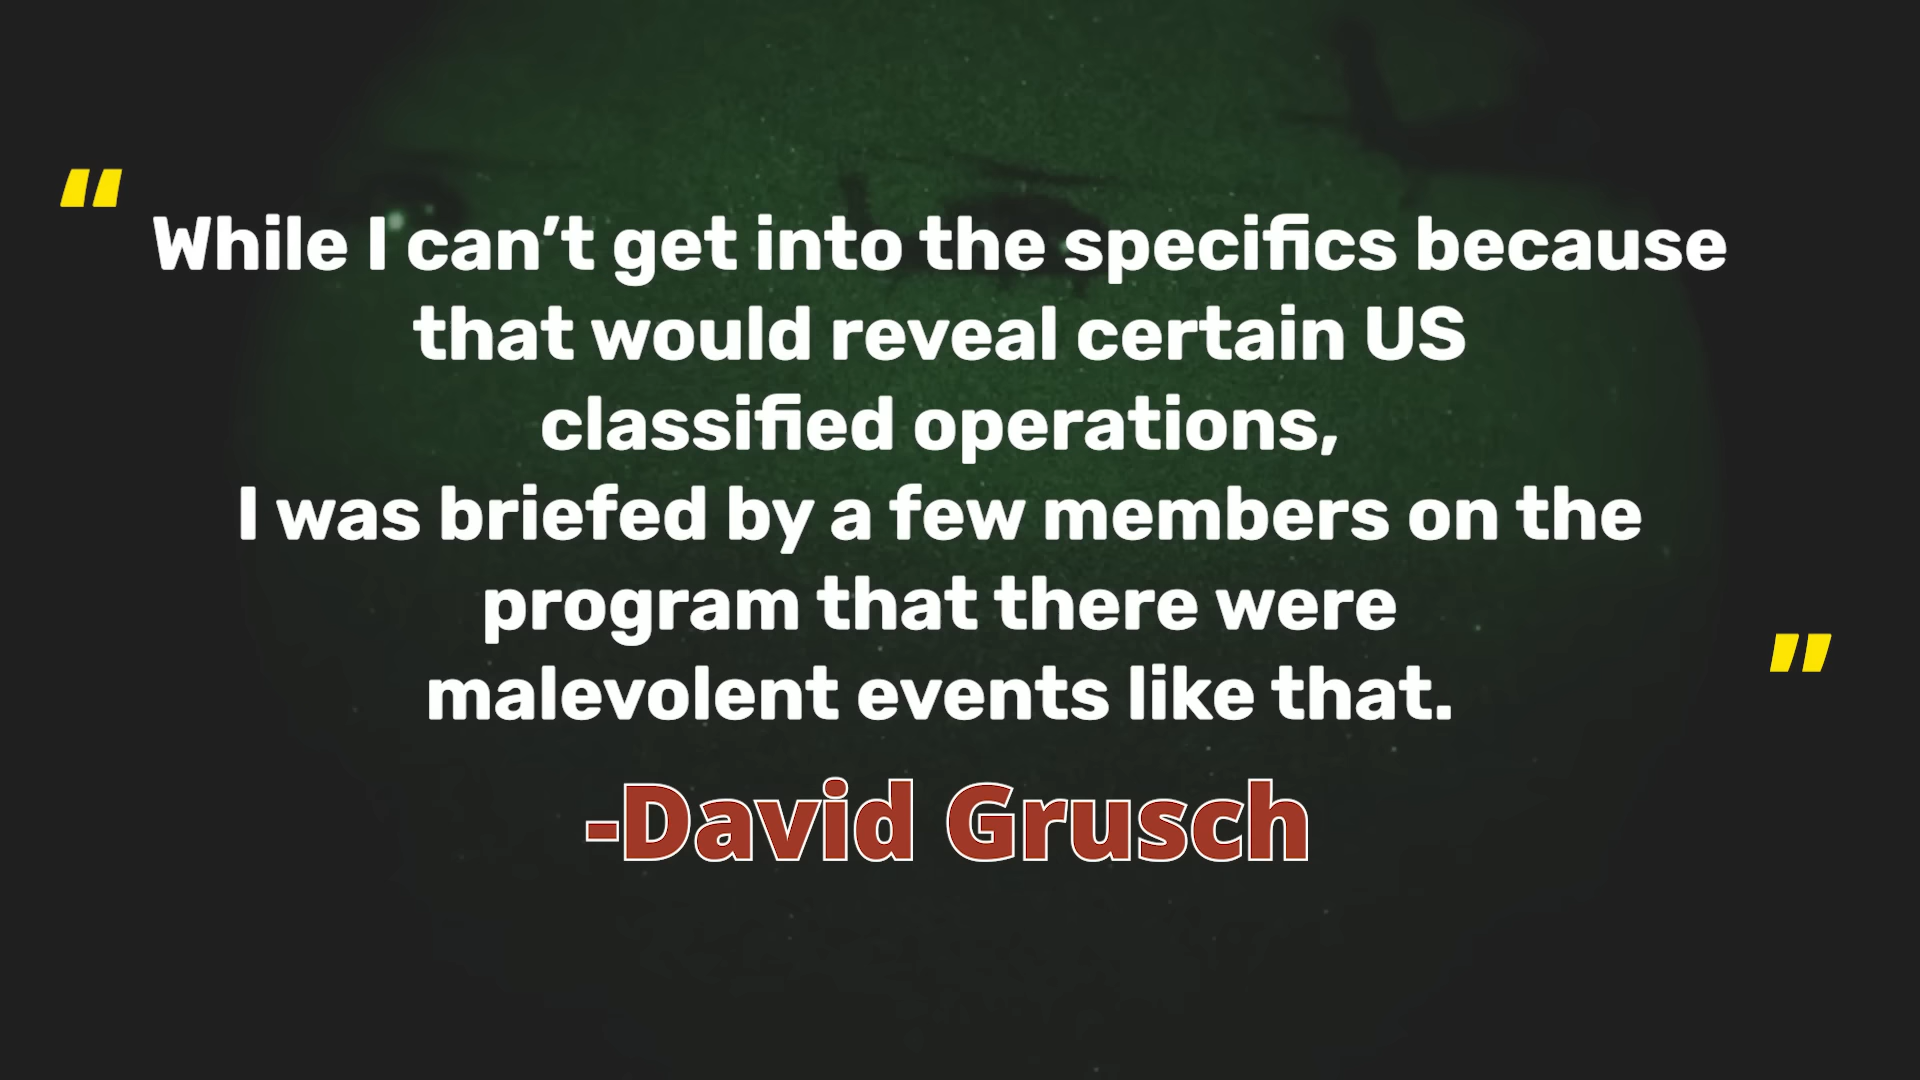 “
While I can’t get into the specifics because
that would reveal certain US
classified operations,
I was briefed by a few members on the
program that there were
malevolent events like that.
”
-David Grusch